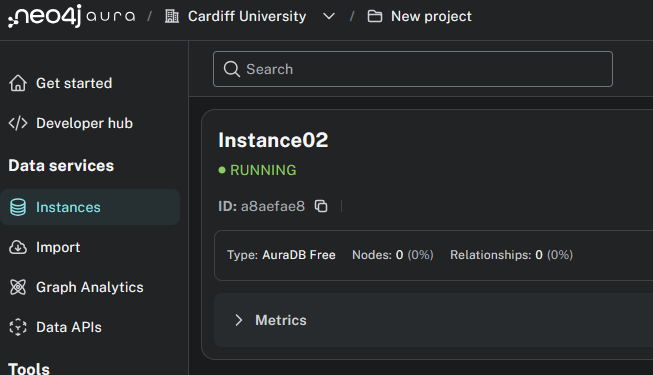 neo4j aura / Cardiff University / New project
Search
Get started
Developer hub
Data services
Instances
Import
Graph Analytics
Data APIs
Tools
Instance02
RUNNING
ID: a8aefae8
Type: AuraDB Free Nodes: 0 (0%) Relationships: 0 (0%)
Metrics